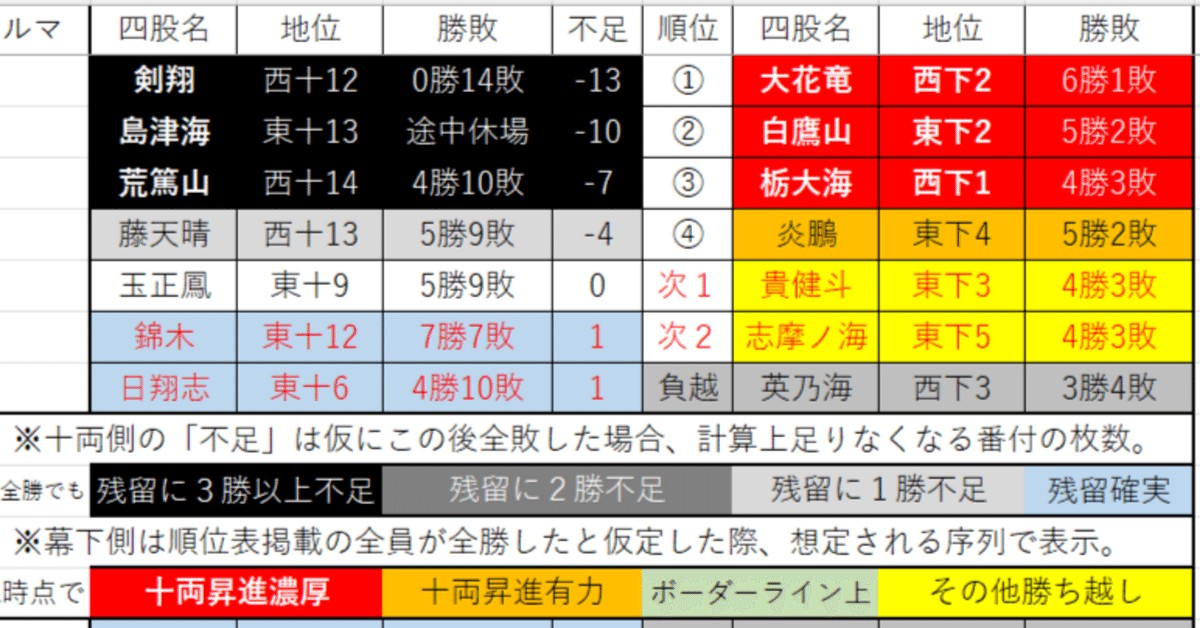 ルマ 四股名 地位 勝敗 不足 順位 四股名 地位 勝敗
剣翔 西十12 0勝14敗 -13 ① 大花竜 西下2 6勝1敗
島津海 東十13 途中休場 -10 ② 白鷹山 東下2 5勝2敗
荒篤山 西十14 4勝10敗 -7 ③ 栃大海 西下1 4勝3敗
藤天晴 西十13 5勝9敗 -4 ④ 炎鵬 東下4 5勝2敗
玉正鳳 東十9 5勝9敗 0 次1 貴健斗 東下3 4勝3敗
錦木 東十12 7勝7敗 1 次2 志摩ノ海 東下5 4勝3敗
日翔志 東十6 4勝10敗 1 負越 英乃海 西下3 3勝4敗
※十両側の「不足」は仮にこの後全敗した場合、計算上足りなくなる番付の枚数。
全勝でも 残留に３勝以上不足 残留に２勝不足 残留に１勝不足 残留確実
※幕下側は順位表掲載の全員が全勝したと仮定した際、想定される序列で表示。
時点で 十両昇進濃厚 十両昇進有力 ボーダーライン上 その他勝ち越し